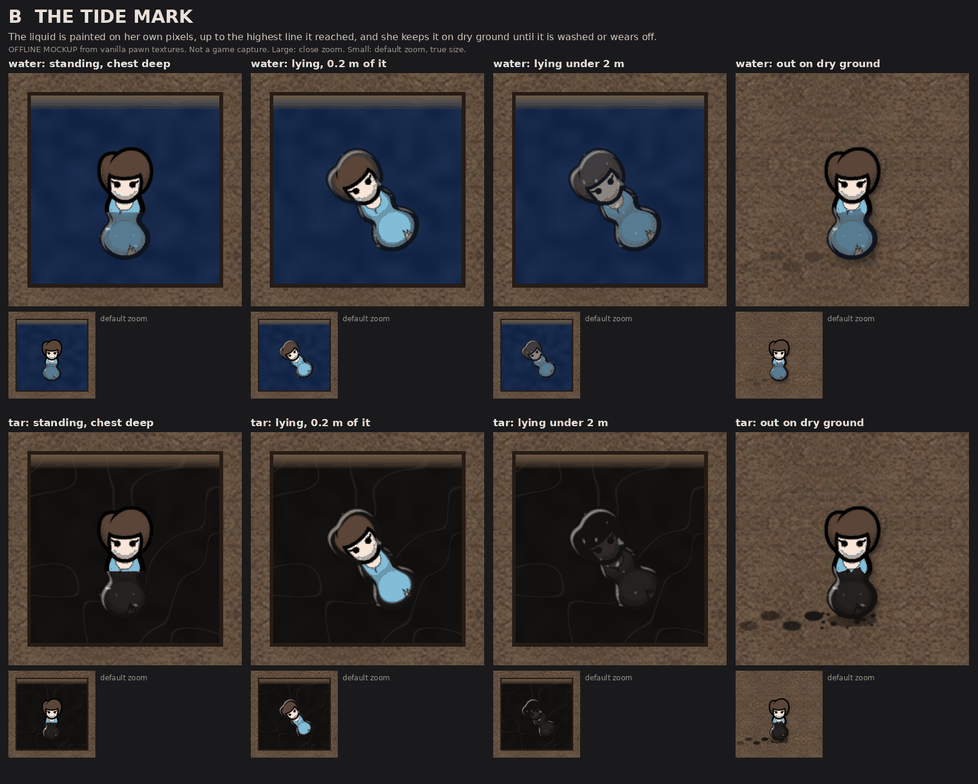 B THE TIDE MARK
The liquid is painted on her own pixels, up to the highest line it reached, and she keeps it on dry ground until it is washed or wears off.
OFFLINE MOCKUP from vanilla pawn textures. Not a game capture. Large: close zoom. Small: default zoom, true size.
water: standing, chest deep
water: lying, 0.2 m of it
water: lying under 2 m
water: out on dry ground
default zoom
default zoom
default zoom
default zoom
tar: standing, chest deep
tar: lying, 0.2 m of it
tar: lying under 2 m
tar: out on dry ground
default zoom
default zoom
default zoom
default zoom